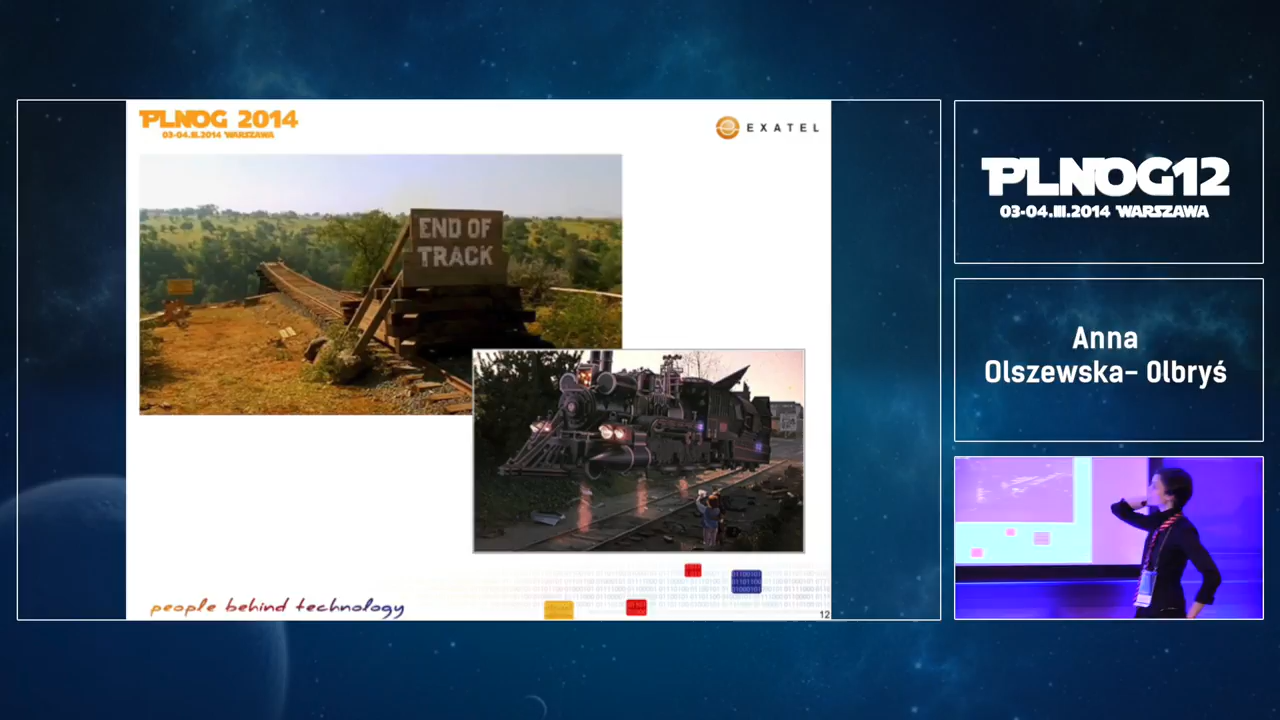 PLNOG 2014
03-04.III.2014 WARSZAWA
EXATEL
END OF
TRACK
people behind technology
12
PLNOG12
03-04.III.2014 WARSZAWA
Anna
Olszewska- Olbryś